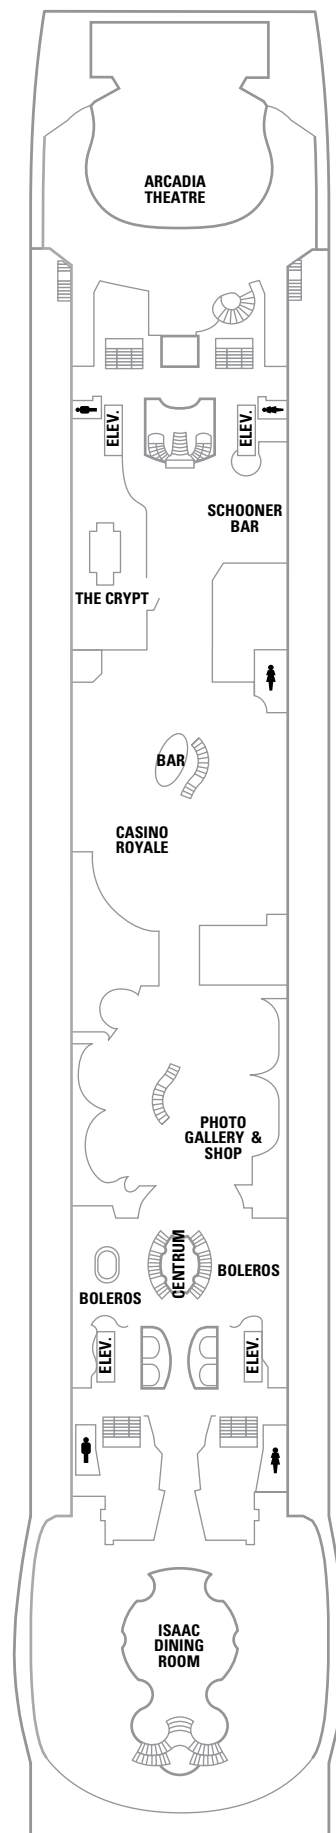 ARCADIA
THEATRE
ELEV.
ELEV.
SCHOONER
BAR
THE CRYPT
BAR
CASINO
ROYALE
PHOTO
GALLERY &
SHOP
CENTRUM
BOLEROS
BOLEROS
ELEV.
ELEV.
ISAAC
DINING
ROOM